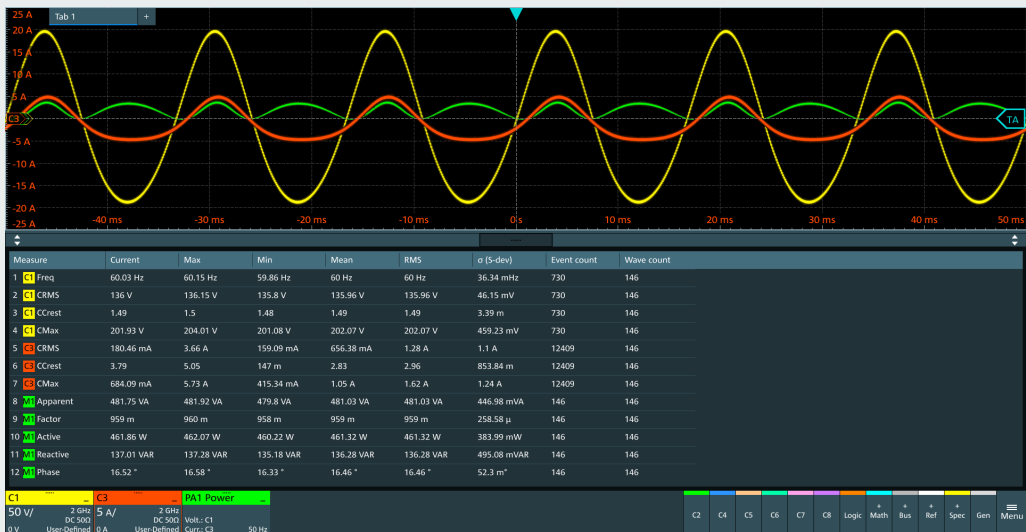 25 A
Tab 1 +
20 A
15 A
10 A
5 A
C3
TA
-5 A
-10 A
-15 A
-20 A
-25 A
-40 ms -30 ms -20 ms -10 ms 0 s 10 ms 20 ms 30 ms 40 ms 50 ms
Measure Current Max Min Mean RMS σ (S-dev) Event count Wave count
1 C1 Freq 60.03 Hz 60.15 Hz 59.86 Hz 60 Hz 60 Hz 36.34 mHz 730 146
2 C1 CRMS 136 V 136.15 V 135.8 V 135.96 V 135.96 V 46.15 mV 730 146
3 C1 CCrest 1.49 1.5 1.48 1.49 1.49 3.39 m 730 146
4 C1 CMax 201.93 V 204.01 V 201.08 V 202.07 V 202.07 V 459.23 mV 730 146
5 C3 CRMS 180.46 mA 3.66 A 159.09 mA 656.38 mA 1.28 A 1.1 A 12409 146
6 C3 CCrest 3.79 5.05 147 m 2.83 2.96 853.84 m 12409 146
7 C3 CMax 684.09 mA 5.73 A 415.34 mA 1.05 A 1.62 A 1.24 A 12409 146
8 M1 Apparent 481.75 VA 481.92 VA 479.8 VA 481.03 VA 481.03 VA 446.98 mVA 146 146
9 M1 Factor 959 m 960 m 958 m 959 m 959 m 258.58 µ 146 146
10 M1 Active 461.86 W 462.07 W 460.22 W 461.32 W 461.32 W 383.99 mW 146 146
11 M1 Reactive 137.01 VAR 137.28 VAR 135.18 VAR 136.28 VAR 136.28 VAR 495.08 mVAR 146 146
12 M1 Phase 16.52 ° 16.58 ° 16.33 ° 16.46 ° 16.46 ° 52.3 m° 146 146
C1 C3 PA1 Power
50 V/ 2 GHz 5 A/ 2 GHz
DC 50Ω DC 50Ω Volt.: C1
0 V User-Defined 0 A User-Defined Curr.: C3 50 Hz
C2 C4 C5 C6 C7 C8 Logic + Math + Bus + Ref + Spec Gen Menu